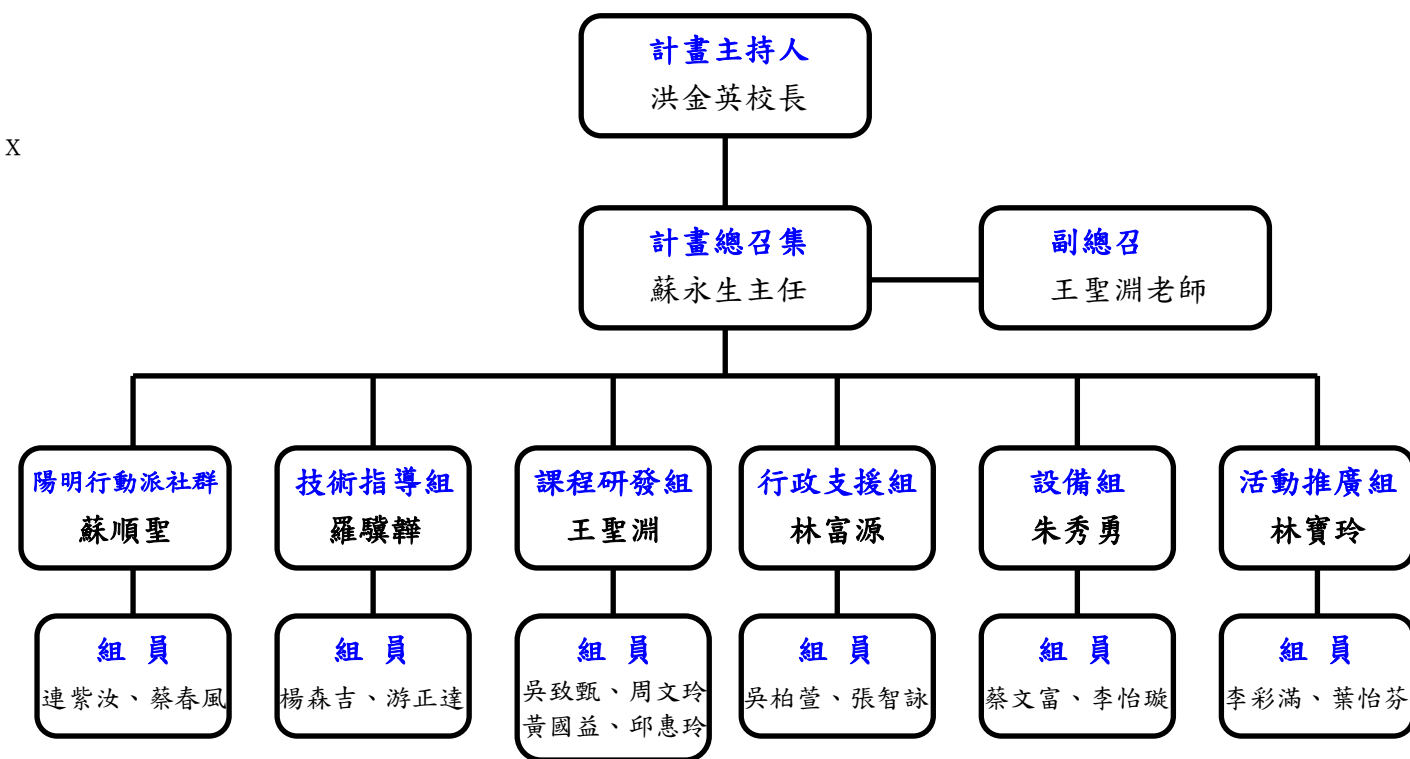 計畫主持人
洪金英校長
X
計畫總召集
蘇永生主任
副總召
王聖淵老師
陽明行動派社群
蘇順聖
技術指導組
羅驥韡
課程研發組
王聖淵
行政支援組
林富源
設備組
朱秀勇
活動推廣組
林寶玲
組 員
連紫汝、蔡春風
組 員
楊森吉、游正達
組 員
吳致甄、周文玲
黃國益、邱惠玲
組 員
吳柏萱、張智詠
組 員
蔡文富、李怡璇
組 員
李彩滿、葉怡芬